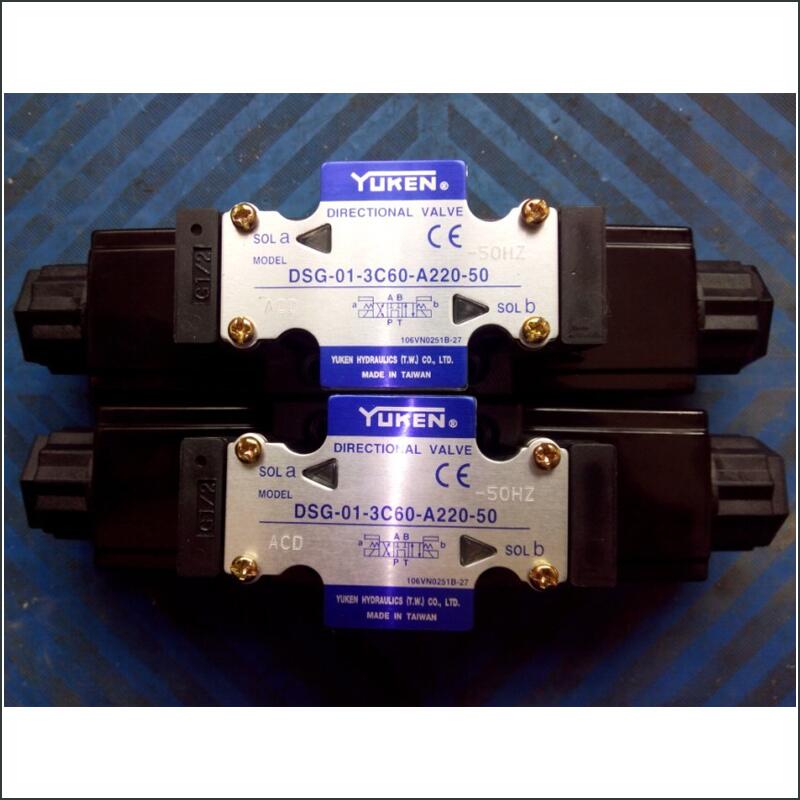 YUKEN®
DIRECTIONAL VALVE
SOL a
CE
-50HZ
MODEL
DSG-01-3C60-A220-50
G1/2
ACD
a A B b
P T
SOL b
106VN0251B-27
YUKEN HYDRAULICS (T.W.) CO., LTD.
MADE IN TAIWAN
YUKEN®
DIRECTIONAL VALVE
SOL a
CE
-50HZ
MODEL
DSG-01-3C60-A220-50
G1/2
ACD
a A B b
P T
SOL b
106VN0251B-27
YUKEN HYDRAULICS (T.W.) CO., LTD.
MADE IN TAIWAN